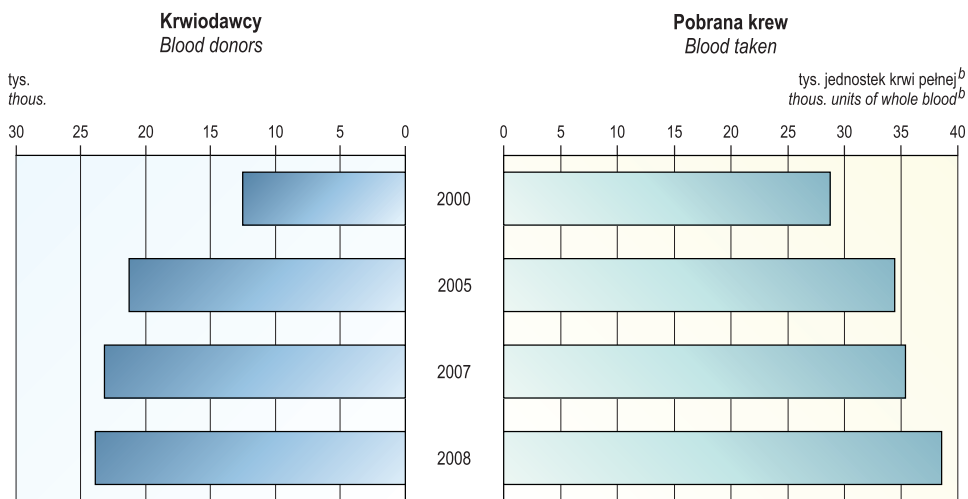 Krwiodawcy
Blood donors
tys.
thous.
30 25 20 15 10 5 0
Pobrana krew
Blood taken
tys. jednostek krwi pełnej b
thous. units of whole blood b
0 5 10 15 20 25 30 35 40
2000
2005
2007
2008